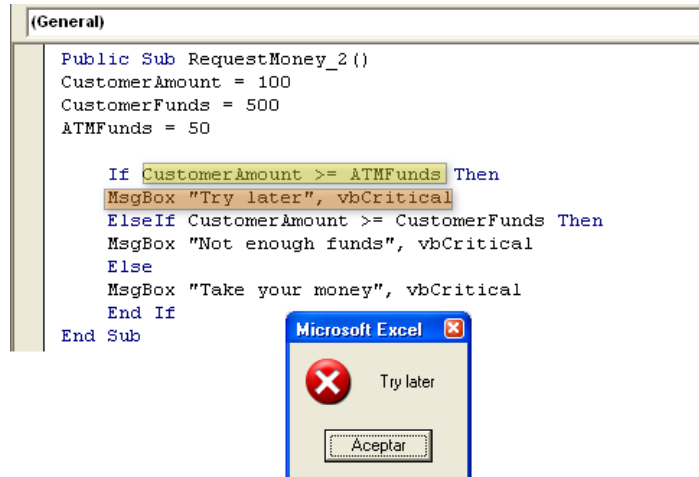 (General)
Public Sub RequestMoney_2()
CustomerAmount = 100
CustomerFunds = 500
ATMFunds = 50
If CustomerAmount >= ATMFunds Then
MsgBox "Try later", vbCritical
ElseIf CustomerAmount >= CustomerFunds Then
MsgBox "Not enough funds", vbCritical
Else
MsgBox "Take your money", vbCritical
End If
End Sub
Microsoft Excel
Try later
Aceptar